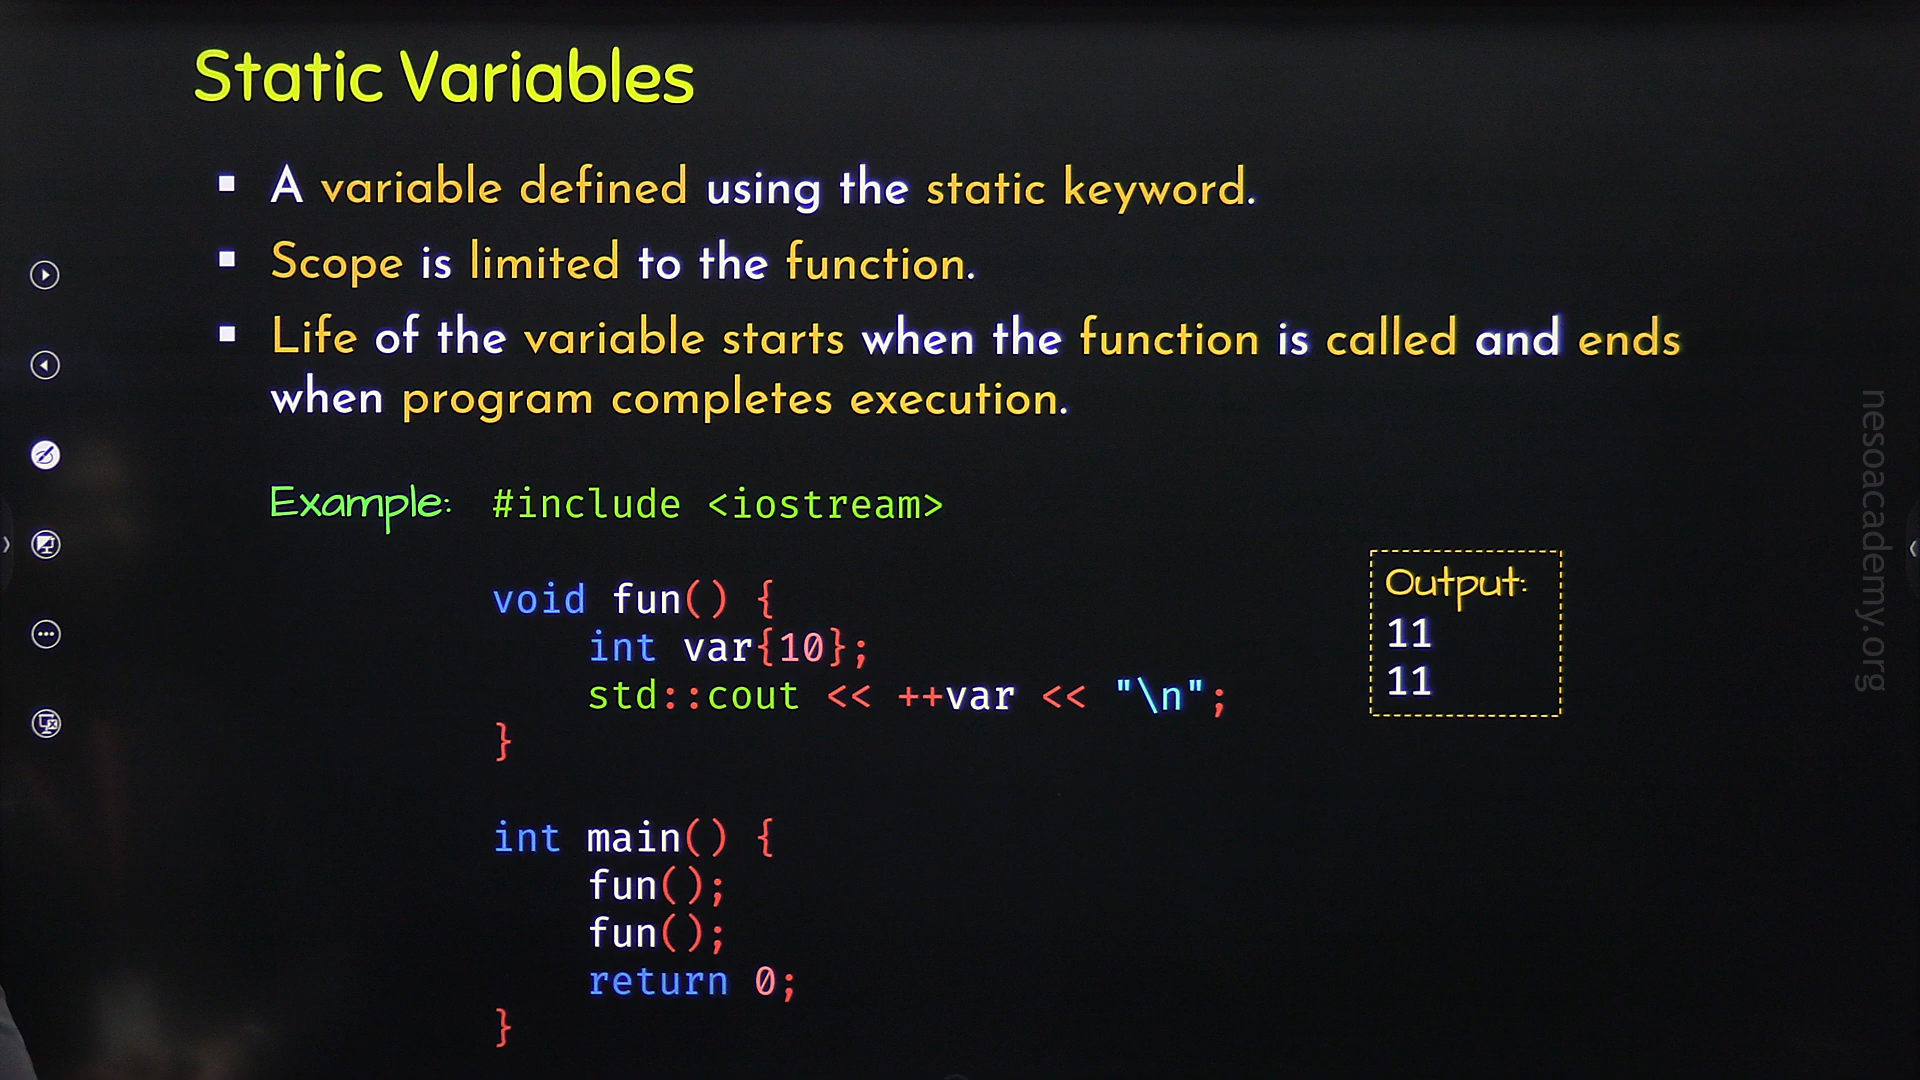 Static Variables
▪ A variable defined using the static keyword.
▪ Scope is limited to the function.
▪ Life of the variable starts when the function is called and ends
when program completes execution.
Example: #include <iostream>
void fun() {
    int var{10};
    std::cout << ++var << "\n";
}
int main() {
    fun();
    fun();
    return 0;
}
Output:
11
11
nesoacademy.org